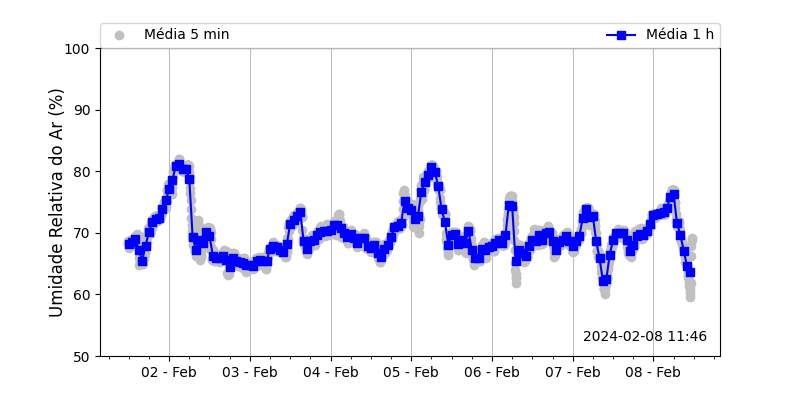 Média 5 min
Média 1 h
Umidade Relativa do Ar (%)
100
90
80
70
60
50
2024-02-08 11:46
02 - Feb
03 - Feb
04 - Feb
05 - Feb
06 - Feb
07 - Feb
08 - Feb